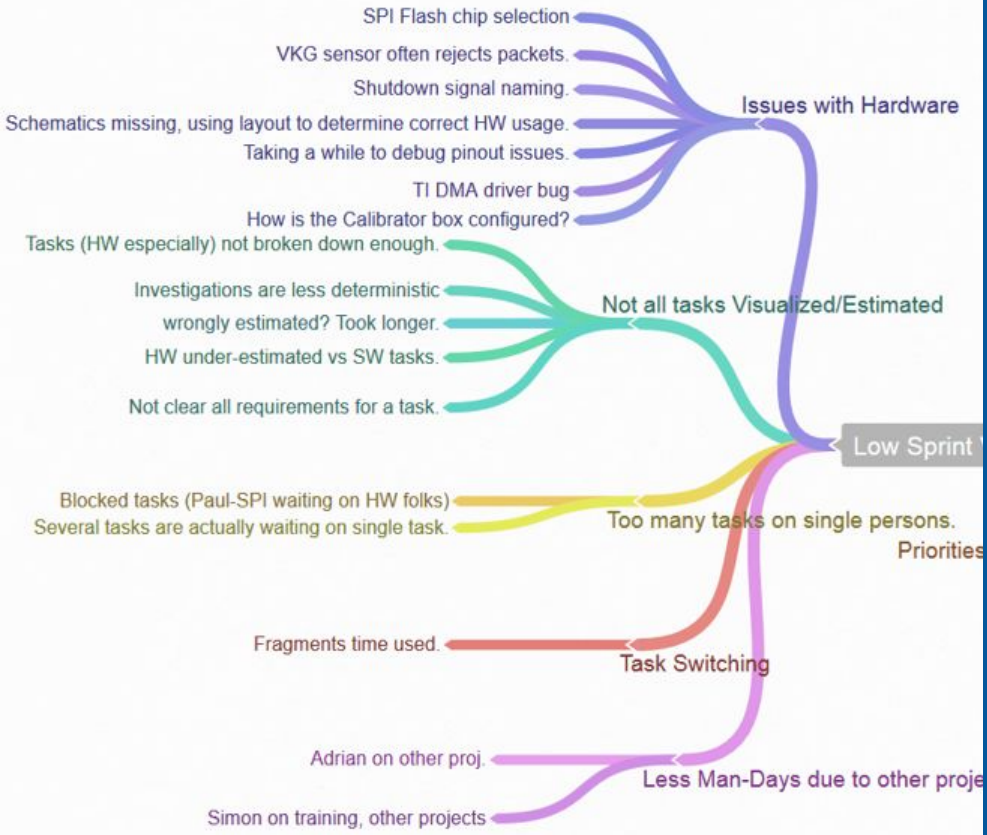 SPI Flash chip selection
VKG sensor often rejects packets.
Shutdown signal naming.
Issues with Hardware
Schematics missing, using layout to determine correct HW usage.
Taking a while to debug pinout issues.
TI DMA driver bug
How is the Calibrator box configured?
Tasks (HW especially) not broken down enough.
Investigations are less deterministic
Not all tasks Visualized/Estimated
wrongly estimated? Took longer.
HW under-estimated vs SW tasks.
Not clear all requirements for a task.
Low Sprint
Blocked tasks (Paul-SPI waiting on HW folks)
Several tasks are actually waiting on single task.
Too many tasks on single persons.
Priorities
Fragments time used.
Task Switching
Adrian on other proj.
Less Man-Days due to other proje
Simon on training, other projects